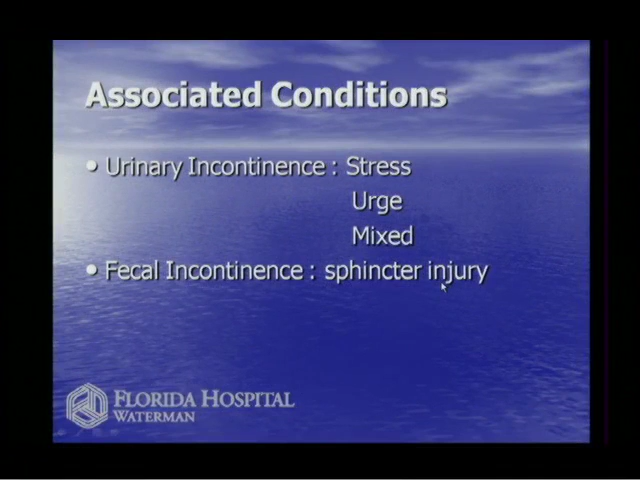 Associated Conditions
• Urinary Incontinence : Stress
Urge
Mixed
• Fecal Incontinence : sphincter injury
FLORIDA HOSPITAL
WATERMAN